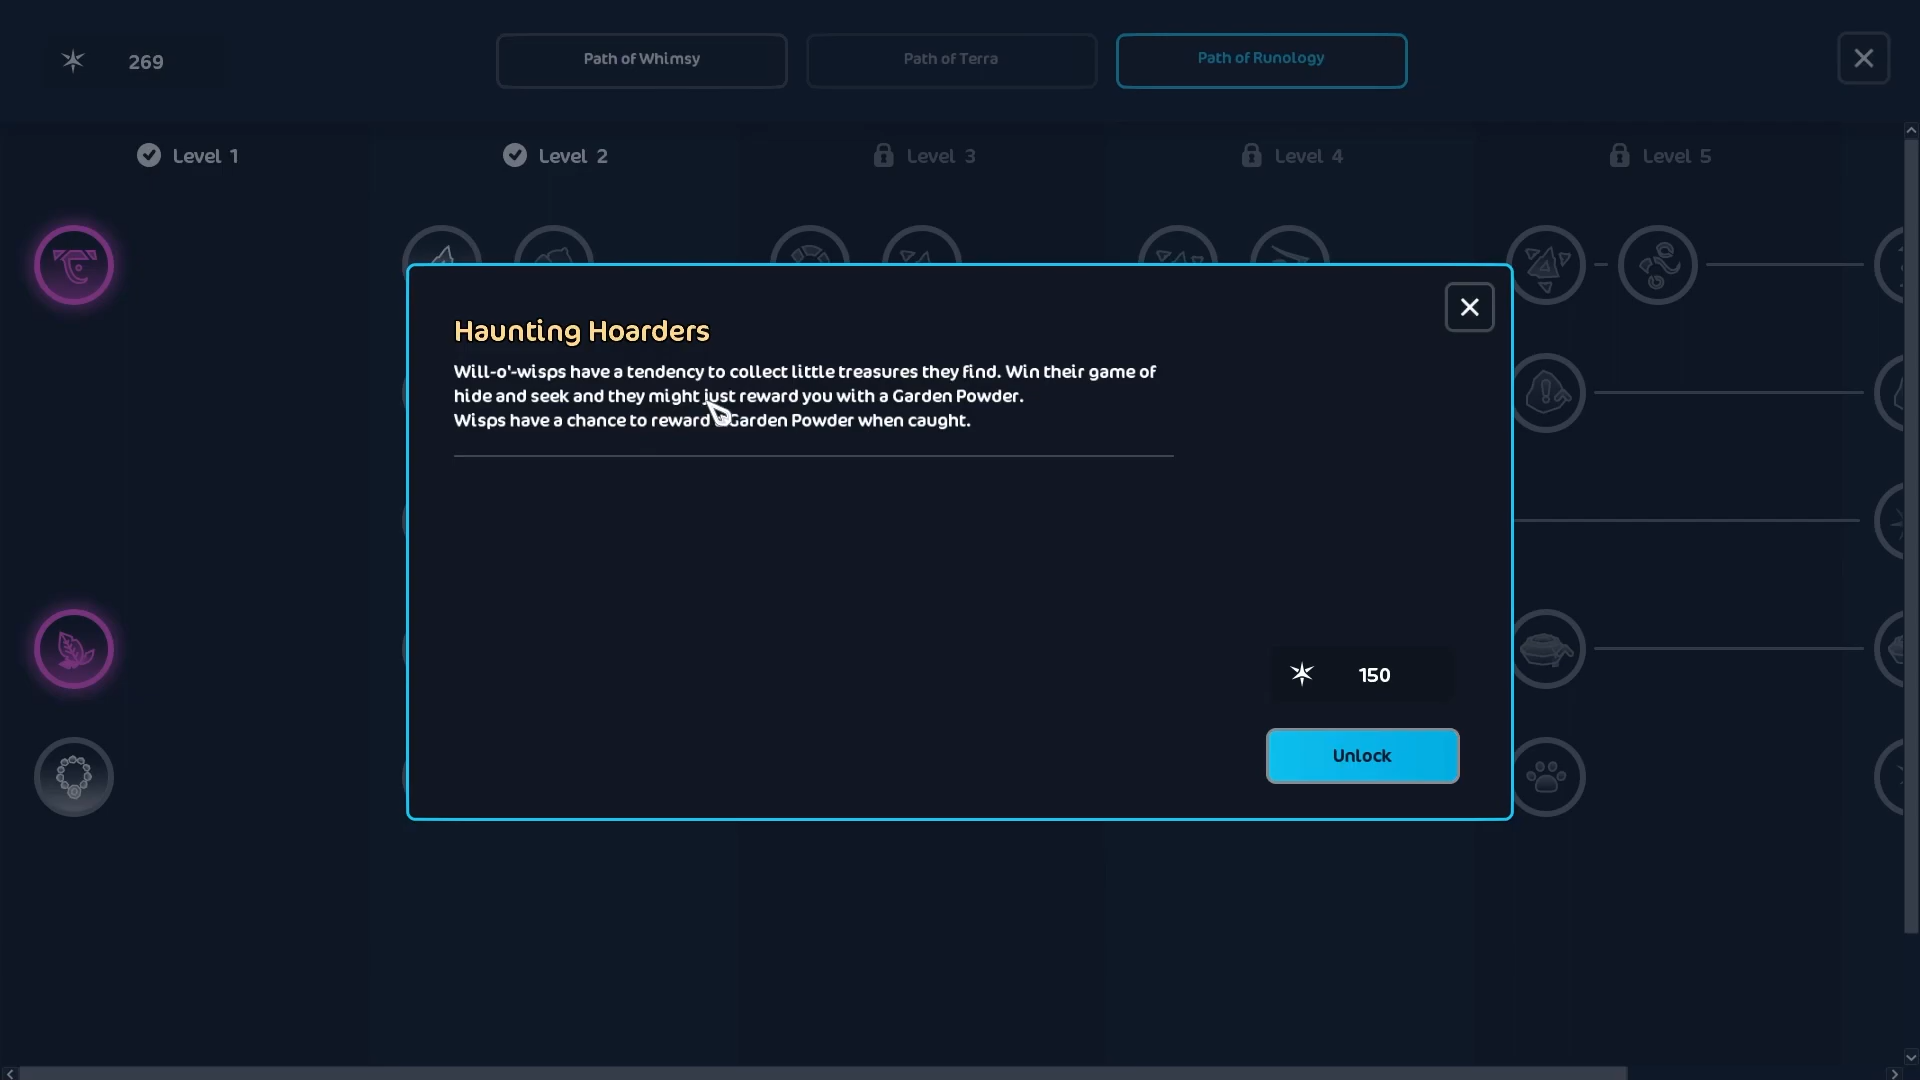 269
Path of Whimsy
Path of Terra
Path of Runology
Level 1
Level 2
Level 3
Level 4
Level 5
Haunting Hoarders
Will-o'-wisps have a tendency to collect little treasures they find. Win their game of
hide and seek and they might just reward you with a Garden Powder.
Wisps have a chance to reward a Garden Powder when caught.
150
Unlock